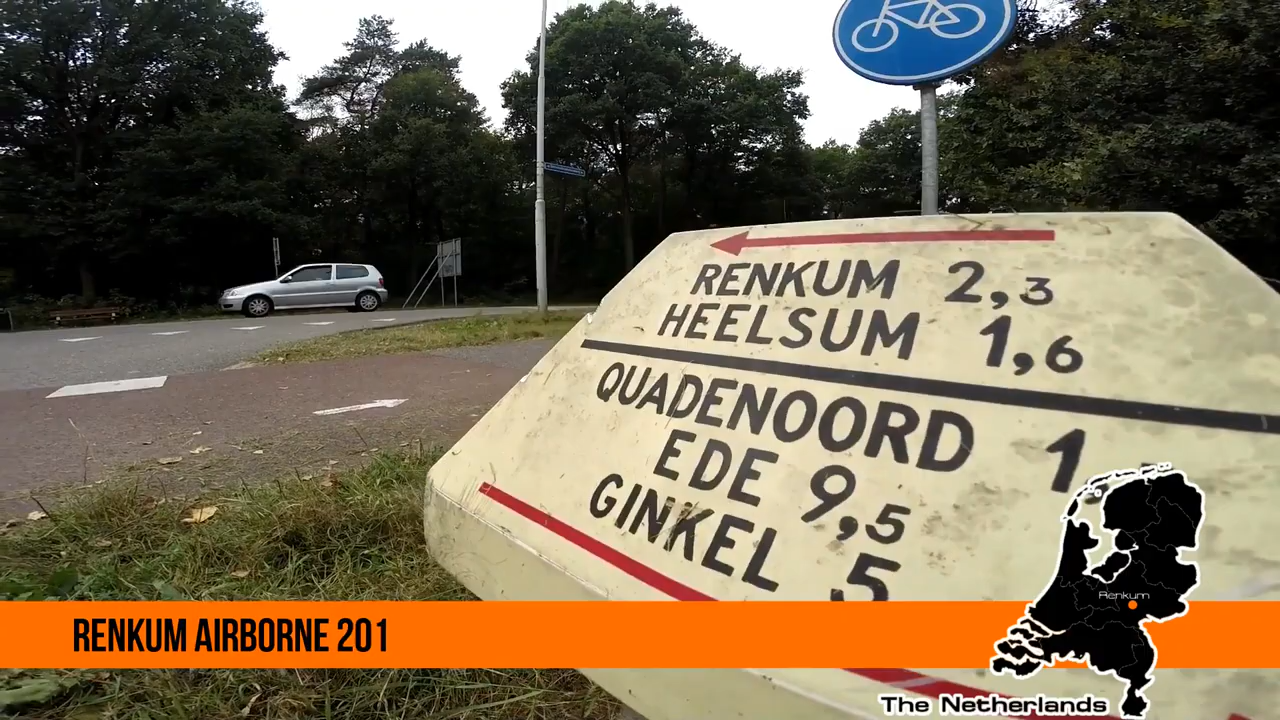 RENKUM 2,3
HEELSUM 1,6
QUADENOORD 1
EDE 9,5
GINKEL 5
Renkum
RENKUM AIRBORNE 201
The Netherlands